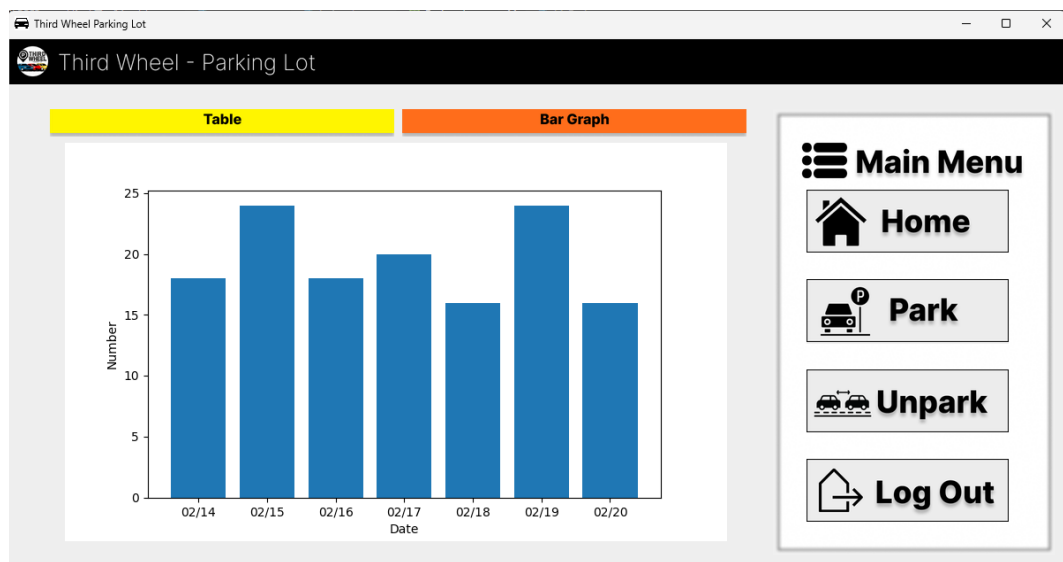 Third Wheel Parking Lot
THIRD
WHEEL
Third Wheel - Parking Lot
Table
Bar Graph
25
20
15
10
5
0
Number
02/14 02/15 02/16 02/17 02/18 02/19 02/20
Date
Main Menu
Home
P
Park
Unpark
Log Out